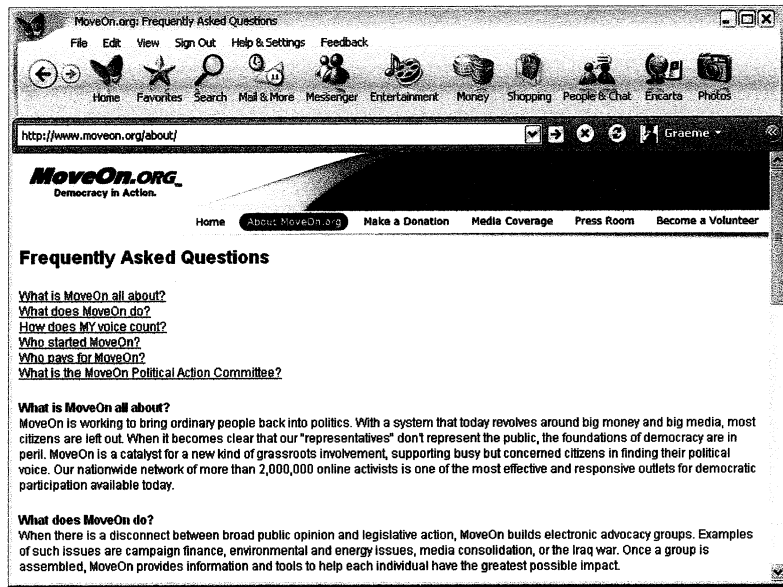 MoveOn.org: Frequently Asked Questions
File Edit View Sign Out Help & Settings Feedback
Home Favorites Search Mail & More Messenger Entertainment Money Shopping People & Chat Encarta Photos
http://www.moveon.org/about/ Graeme
MoveOn.ORG
Democracy in Action.
Home About MoveOn.org Make a Donation Media Coverage Press Room Become a Volunteer
Frequently Asked Questions
What is MoveOn all about?
What does MoveOn do?
How does MY voice count?
Who started MoveOn?
Who pays for MoveOn?
What is the MoveOn Political Action Committee?
What is MoveOn all about?
MoveOn is working to bring ordinary people back into politics. With a system that today revolves around big money and big media, most
citizens are left out. When it becomes clear that our "representatives" don't represent the public, the foundations of democracy are in
peril. MoveOn is a catalyst for a new kind of grassroots involvement, supporting busy but concerned citizens in finding their political
voice. Our nationwide network of more than 2,000,000 online activists is one of the most effective and responsive outlets for democratic
participation available today.
What does MoveOn do?
When there is a disconnect between broad public opinion and legislative action, MoveOn builds electronic advocacy groups. Examples
of such issues are campaign finance, environmental and energy issues, media consolidation, or the Iraq war. Once a group is
assembled, MoveOn provides information and tools to help each individual have the greatest possible impact.